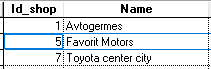 Id_shop Name
1 Avtogermes
5 Favorit Motors
7 Toyota center city